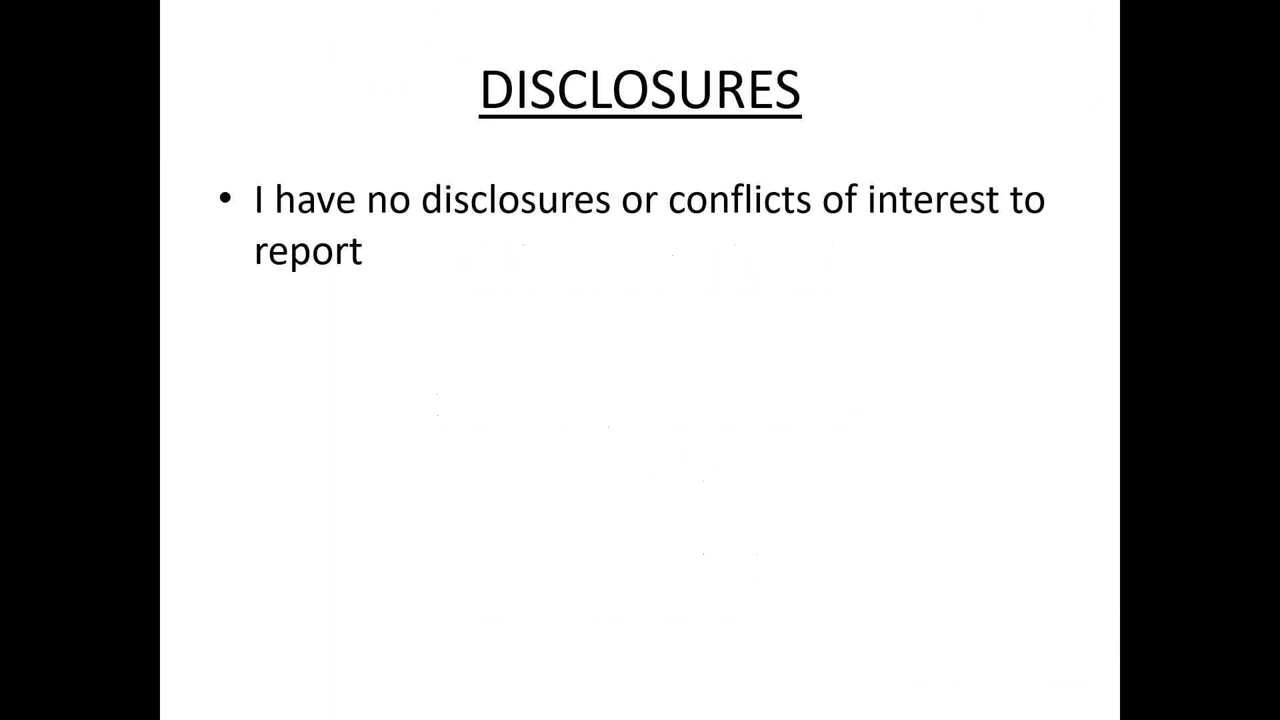 DISCLOSURES
• I have no disclosures or conflicts of interest to
report